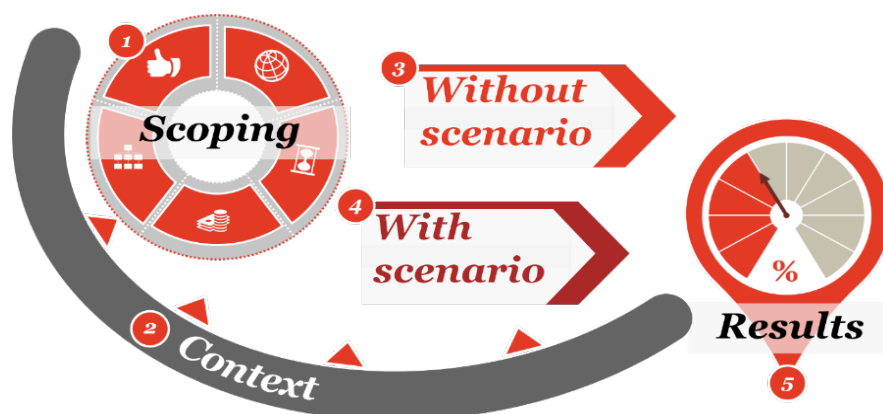 1
Scoping
2
Context
3
Without
scenario
4
With
scenario
%
Results
5